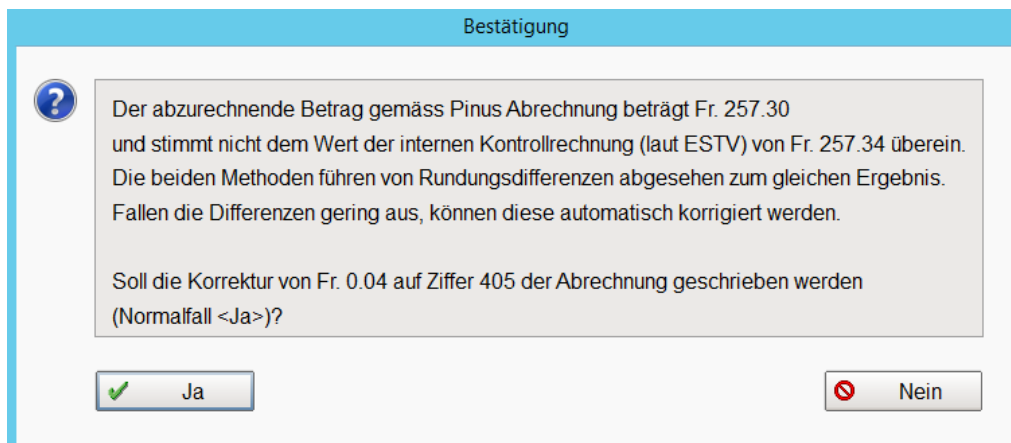 Bestätigung
Der abzurechnende Betrag gemäss Pinus Abrechnung beträgt Fr. 257.30
und stimmt nicht dem Wert der internen Kontrollrechnung (laut ESTV) von Fr. 257.34 überein.
Die beiden Methoden führen von Rundungsdifferenzen abgesehen zum gleichen Ergebnis.
Fallen die Differenzen gering aus, können diese automatisch korrigiert werden.
Soll die Korrektur von Fr. 0.04 auf Ziffer 405 der Abrechnung geschrieben werden
(Normalfall <Ja>)?
Ja
Nein